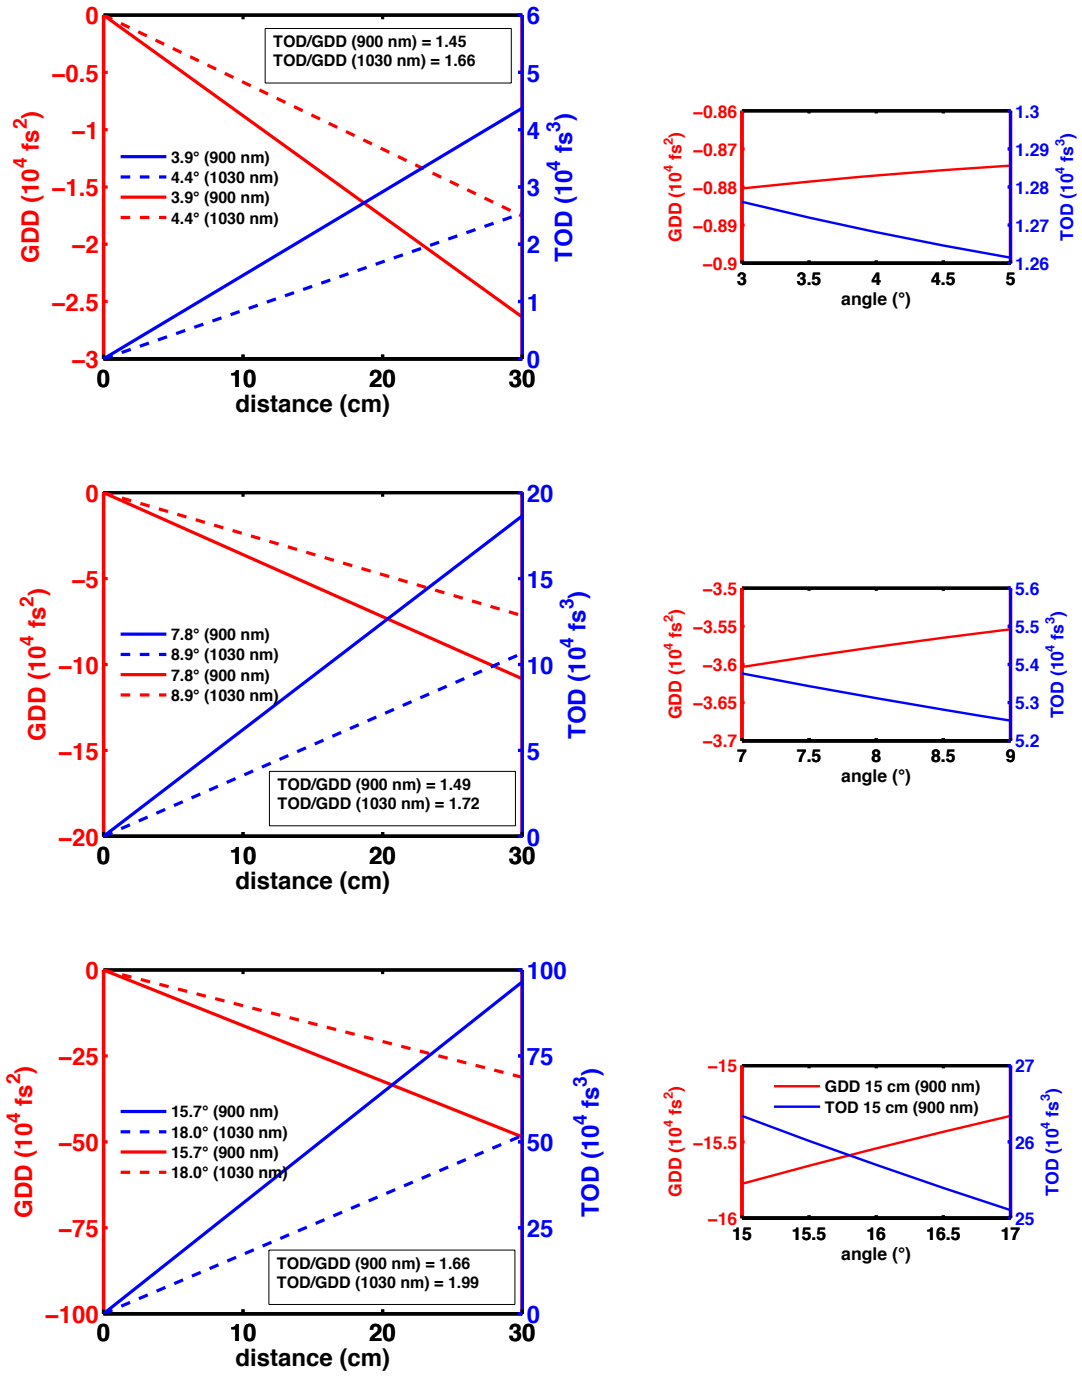 0
−0.5
−1
−1.5
−2
−2.5
−3
GDD (10⁴ fs²)
6
5
4
3
2
1
0
TOD (10⁴ fs³)
TOD/GDD (900 nm) = 1.45
TOD/GDD (1030 nm) = 1.66
3.9° (900 nm)
4.4° (1030 nm)
3.9° (900 nm)
4.4° (1030 nm)
0 10 20 30
distance (cm)
−0.86
−0.87
−0.88
−0.89
−0.9
GDD (10⁴ fs²)
1.3
1.29
1.28
1.27
1.26
TOD (10⁴ fs³)
3 3.5 4 4.5 5
angle (°)
0
−5
−10
−15
−20
GDD (10⁴ fs²)
20
15
10
5
0
TOD (10⁴ fs³)
7.8° (900 nm)
8.9° (1030 nm)
7.8° (900 nm)
8.9° (1030 nm)
TOD/GDD (900 nm) = 1.49
TOD/GDD (1030 nm) = 1.72
0 10 20 30
distance (cm)
−3.5
−3.55
−3.6
−3.65
−3.7
GDD (10⁴ fs²)
5.6
5.5
5.4
5.3
5.2
TOD (10⁴ fs³)
7 7.5 8 8.5 9
angle (°)
0
−25
−50
−75
−100
GDD (10⁴ fs²)
100
75
50
25
0
TOD (10⁴ fs³)
15.7° (900 nm)
18.0° (1030 nm)
15.7° (900 nm)
18.0° (1030 nm)
TOD/GDD (900 nm) = 1.66
TOD/GDD (1030 nm) = 1.99
0 10 20 30
distance (cm)
−15
−15.5
−16
GDD (10⁴ fs²)
27
26
25
TOD (10⁴ fs³)
GDD 15 cm (900 nm)
TOD 15 cm (900 nm)
15 15.5 16 16.5 17
angle (°)